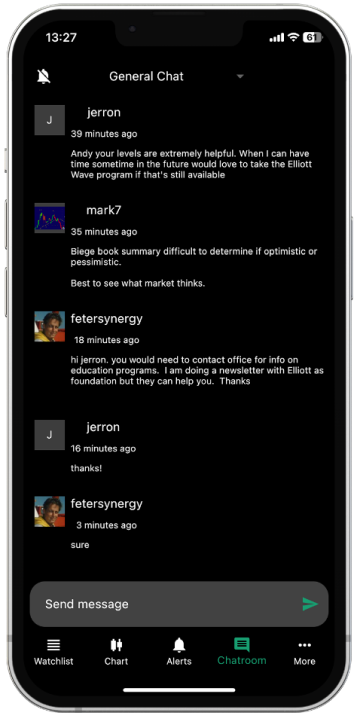 13:27
61
General Chat
J
jerron
39 minutes ago
Andy your levels are extremely helpful. When I can have
time sometime in the future would love to take the Elliott
Wave program if that's still available
mark7
35 minutes ago
Biege book summary difficult to determine if optimistic or
pessimistic.
Best to see what market thinks.
fetersynergy
18 minutes ago
hi jerron. you would need to contact office for info on
education programs.  I am doing a newsletter with Elliott as
foundation but they can help you.  Thanks
J
jerron
16 minutes ago
thanks!
fetersynergy
3 minutes ago
sure
Send message
Watchlist
Chart
Alerts
Chatroom
More